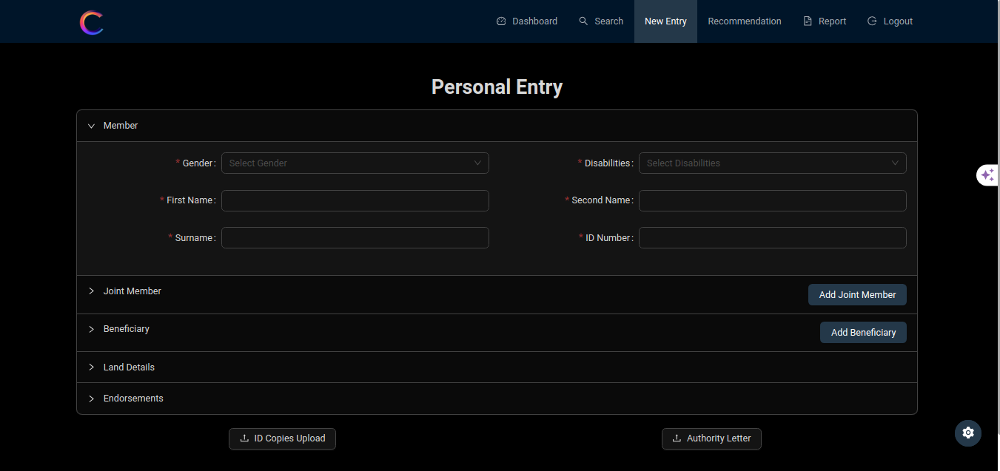 Dashboard Search New Entry Recommendation Report Logout
Personal Entry
Member
* Gender: Select Gender * Disabilities: Select Disabilities
* First Name: * Second Name:
* Surname: * ID Number:
Joint Member Add Joint Member
Beneficiary Add Beneficiary
Land Details
Endorsements
ID Copies Upload Authority Letter